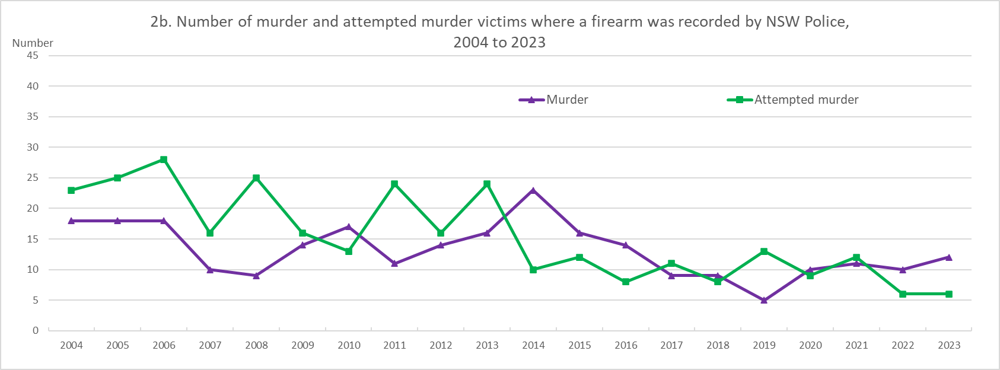 2b. Number of murder and attempted murder victims where a firearm was recorded by NSW Police,
2004 to 2023
Number
45
40
Murder
Attempted murder
35
30
25
20
15
10
5
0
2004 2005 2006 2007 2008 2009 2010 2011 2012 2013 2014 2015 2016 2017 2018 2019 2020 2021 2022 2023